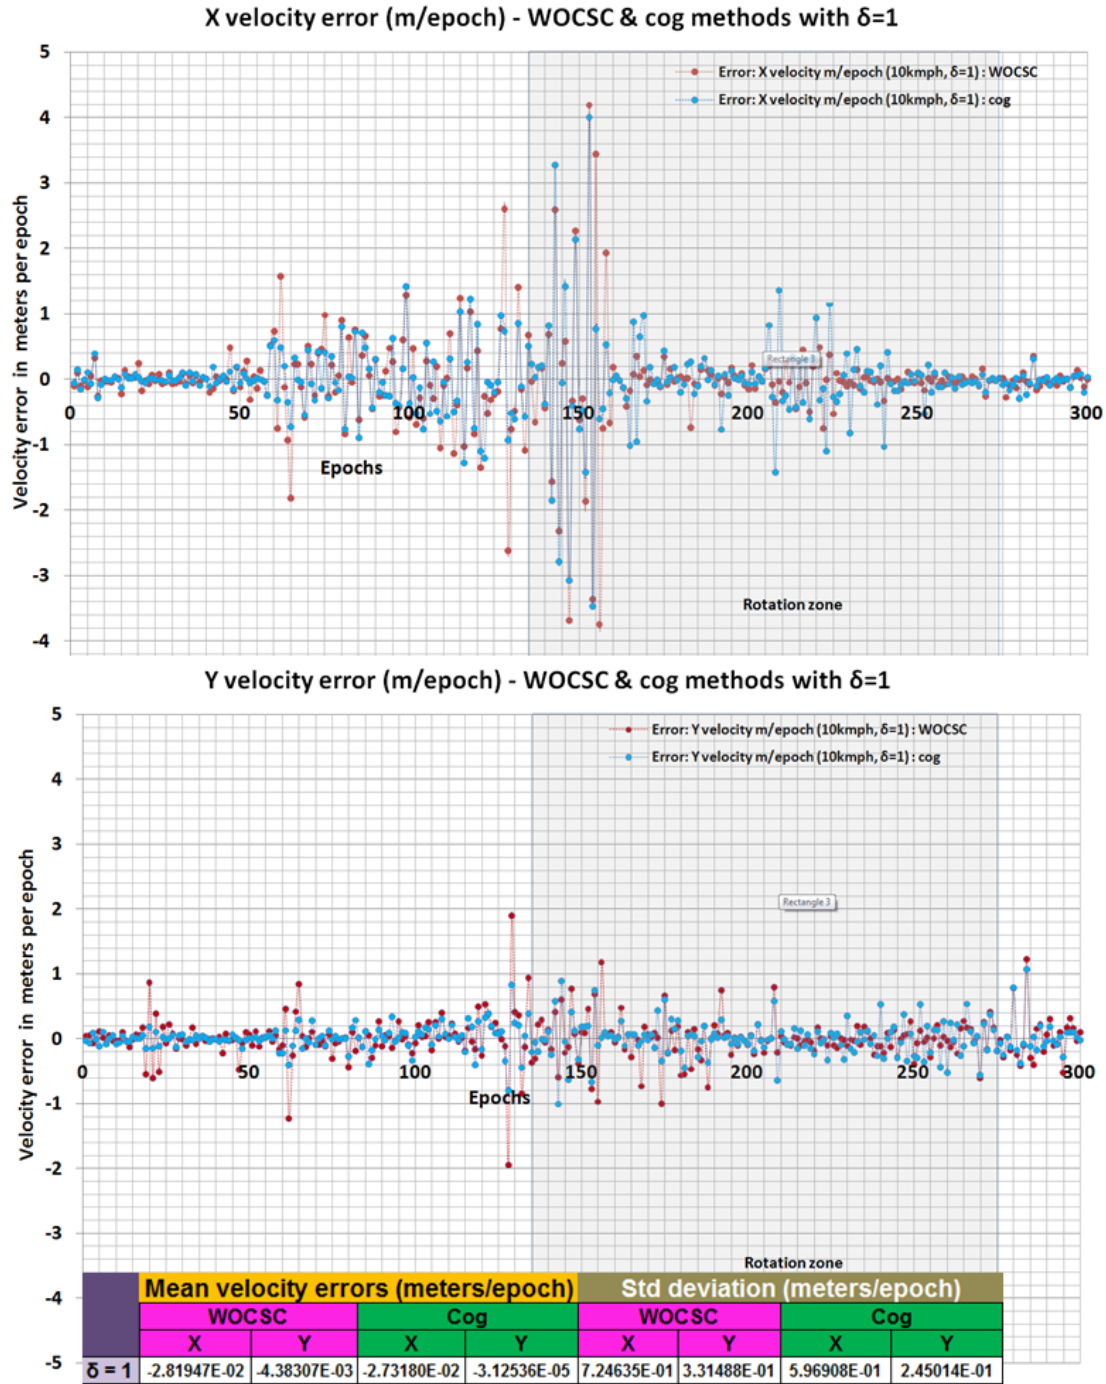 X velocity error (m/epoch) - WOCSC & cog methods with δ=1
5
Error: X velocity m/epoch (10kmph, δ=1) : WOCSC
4
Error: X velocity m/epoch (10kmph, δ=1) : cog
3
2
1
Rectangle 3
0
0 50 100 150 200 250 300
-1
Epochs
-2
-3
Rotation zone
-4
Velocity error in meters per epoch
Y velocity error (m/epoch) - WOCSC & cog methods with δ=1
5
Error: Y velocity m/epoch (10kmph, δ=1) : WOCSC
Error: Y velocity m/epoch (10kmph, δ=1) : cog
4
3
2
Rectangle 3
1
0
0 50 100 150 200 250 300
-1
Epochs
-2
-3
Rotation zone
-4
-5
Velocity error in meters per epoch
Mean velocity errors (meters/epoch) Std deviation (meters/epoch)
WOCSC Cog WOCSC Cog
X Y X Y X Y X Y
δ = 1 -2.81947E-02 -4.38307E-03 -2.73180E-02 -3.12536E-05 7.24635E-01 3.31488E-01 5.96908E-01 2.45014E-01